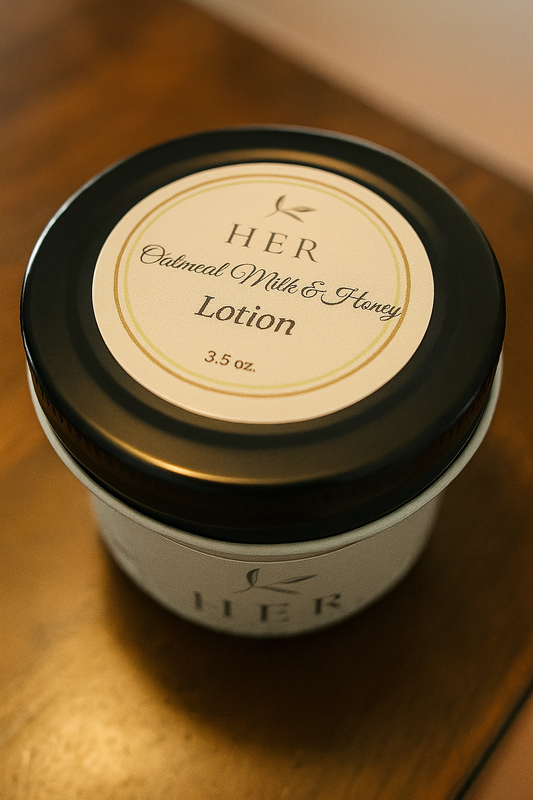 HER
Oatmeal Milk & Honey
Lotion
3.5 oz.
HER